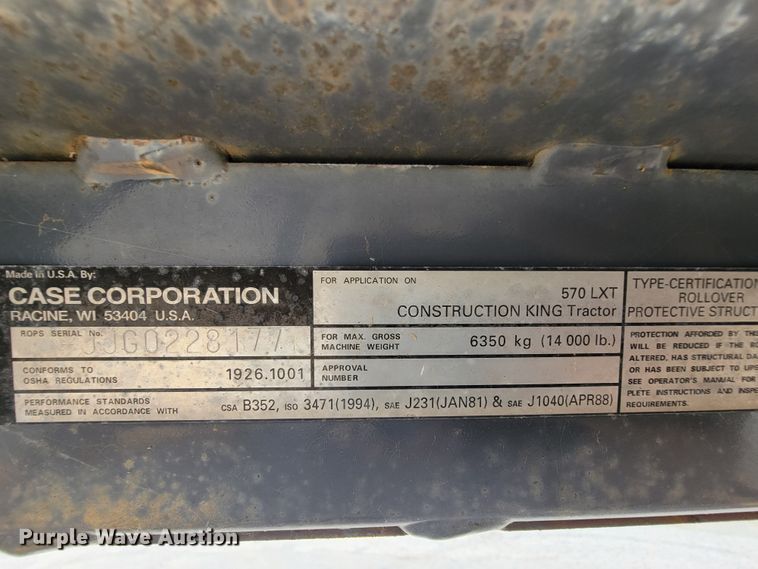 Made in U.S.A. By:
CASE CORPORATION
RACINE, WI 53404 U.S.A.
ROPS SERIAL No. JJG0228177
CONFORMS TO
OSHA REGULATIONS 1926.1001
PERFORMANCE STANDARDS
MEASURED IN ACCORDANCE WITH CSA B352, ISO 3471(1994), SAE J231(JAN81) & SAE J1040(APR88)
FOR APPLICATION ON
570 LXT
CONSTRUCTION KING Tractor
FOR MAX. GROSS
MACHINE WEIGHT 6350 kg (14 000 lb.)
APPROVAL
NUMBER
TYPE-CERTIFICATION
ROLLOVER
PROTECTIVE STRUCT
PROTECTION AFFORDED BY THIS
WILL BE REDUCED IF THE RO
ALTERED, HAS STRUCTURAL DA
OR HAS BEEN SUBJECT TO UPS
SEE OPERATOR'S MANUAL FOR
PLETE INSTRUCTIONS AND INSPE
REQUIREMENTS.
Purple Wave Auction